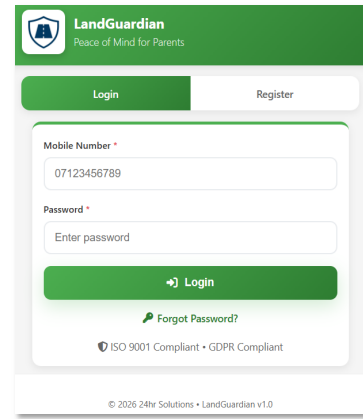 LandGuardian
Peace of Mind for Parents
Login
Register
Mobile Number *
07123456789
Password *
Enter password
Login
Forgot Password?
ISO 9001 Compliant • GDPR Compliant
© 2026 24hr Solutions • LandGuardian v1.0